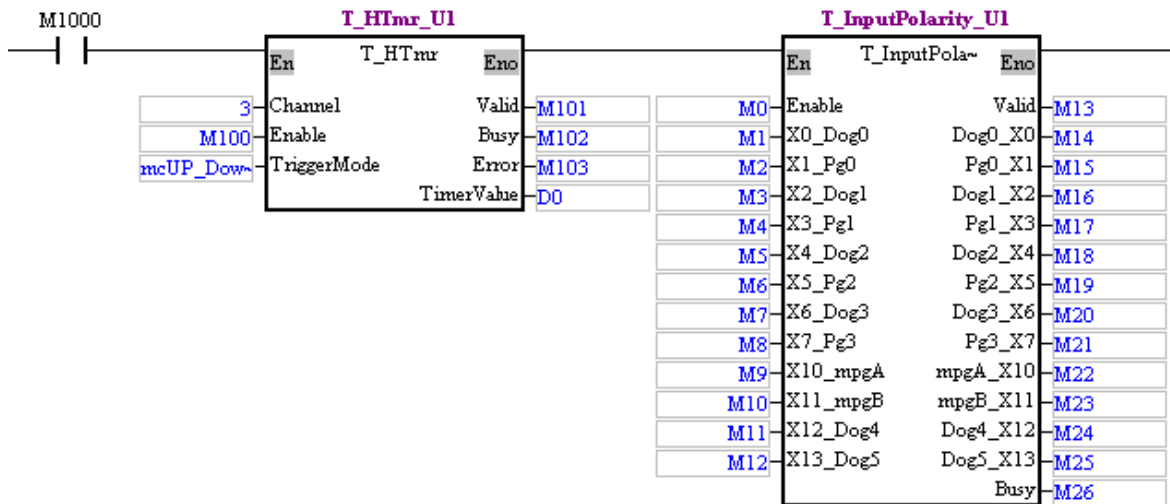 M1000 T_HTmr_U1 T_InputPolarity_U1
En T_HTmr Eno En T_InputPola~ Eno
3 Channel Valid M101 M0 Enable Valid M13
M100 Enable Busy M102 M1 X0_Dog0 Dog0_X0 M14
mcUP_Dow~ TriggerMode Error M103 M2 X1_Pg0 Pg0_X1 M15
TimerValue D0 M3 X2_Dog1 Dog1_X2 M16
M4 X3_Pg1 Pg1_X3 M17
M5 X4_Dog2 Dog2_X4 M18
M6 X5_Pg2 Pg2_X5 M19
M7 X6_Dog3 Dog3_X6 M20
M8 X7_Pg3 Pg3_X7 M21
M9 X10_mpgA mpgA_X10 M22
M10 X11_mpgB mpgB_X11 M23
M11 X12_Dog4 Dog4_X12 M24
M12 X13_Dog5 Dog5_X13 M25
Busy M26